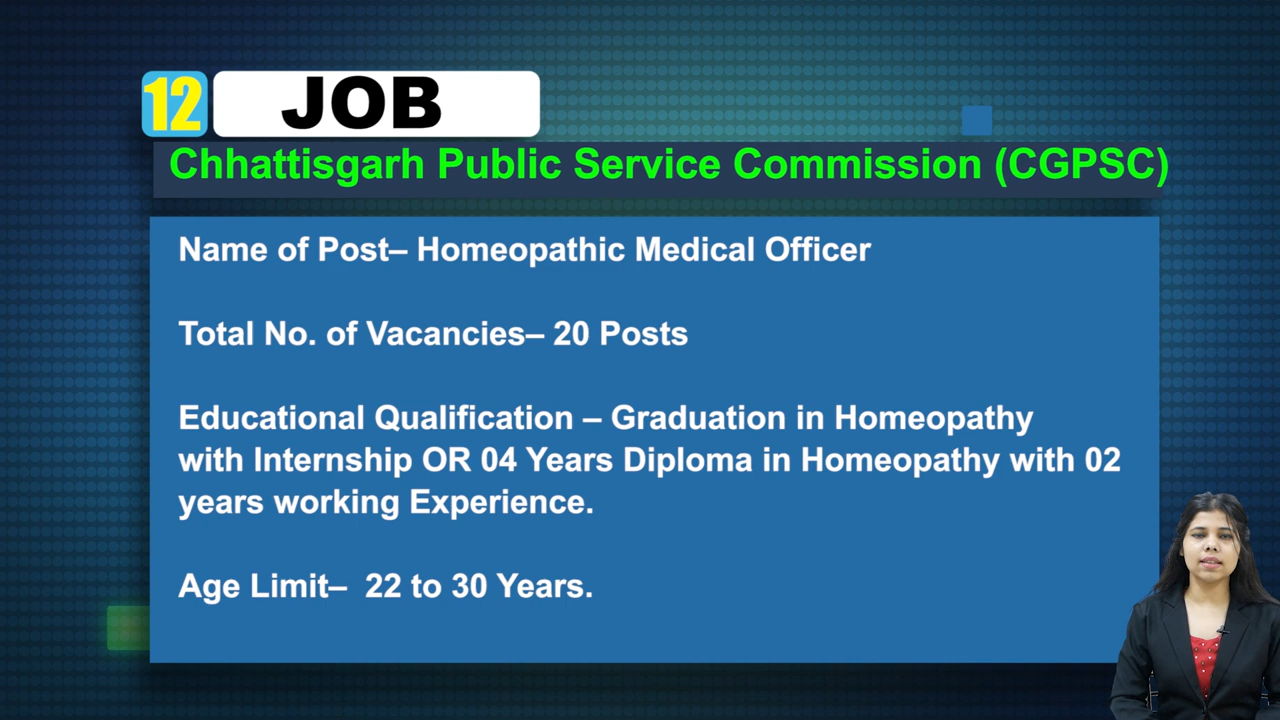 12 JOB
Chhattisgarh Public Service Commission (CGPSC)
Name of Post– Homeopathic Medical Officer
Total No. of Vacancies– 20 Posts
Educational Qualification – Graduation in Homeopathy
with Internship OR 04 Years Diploma in Homeopathy with 02
years working Experience.
Age Limit– 22 to 30 Years.